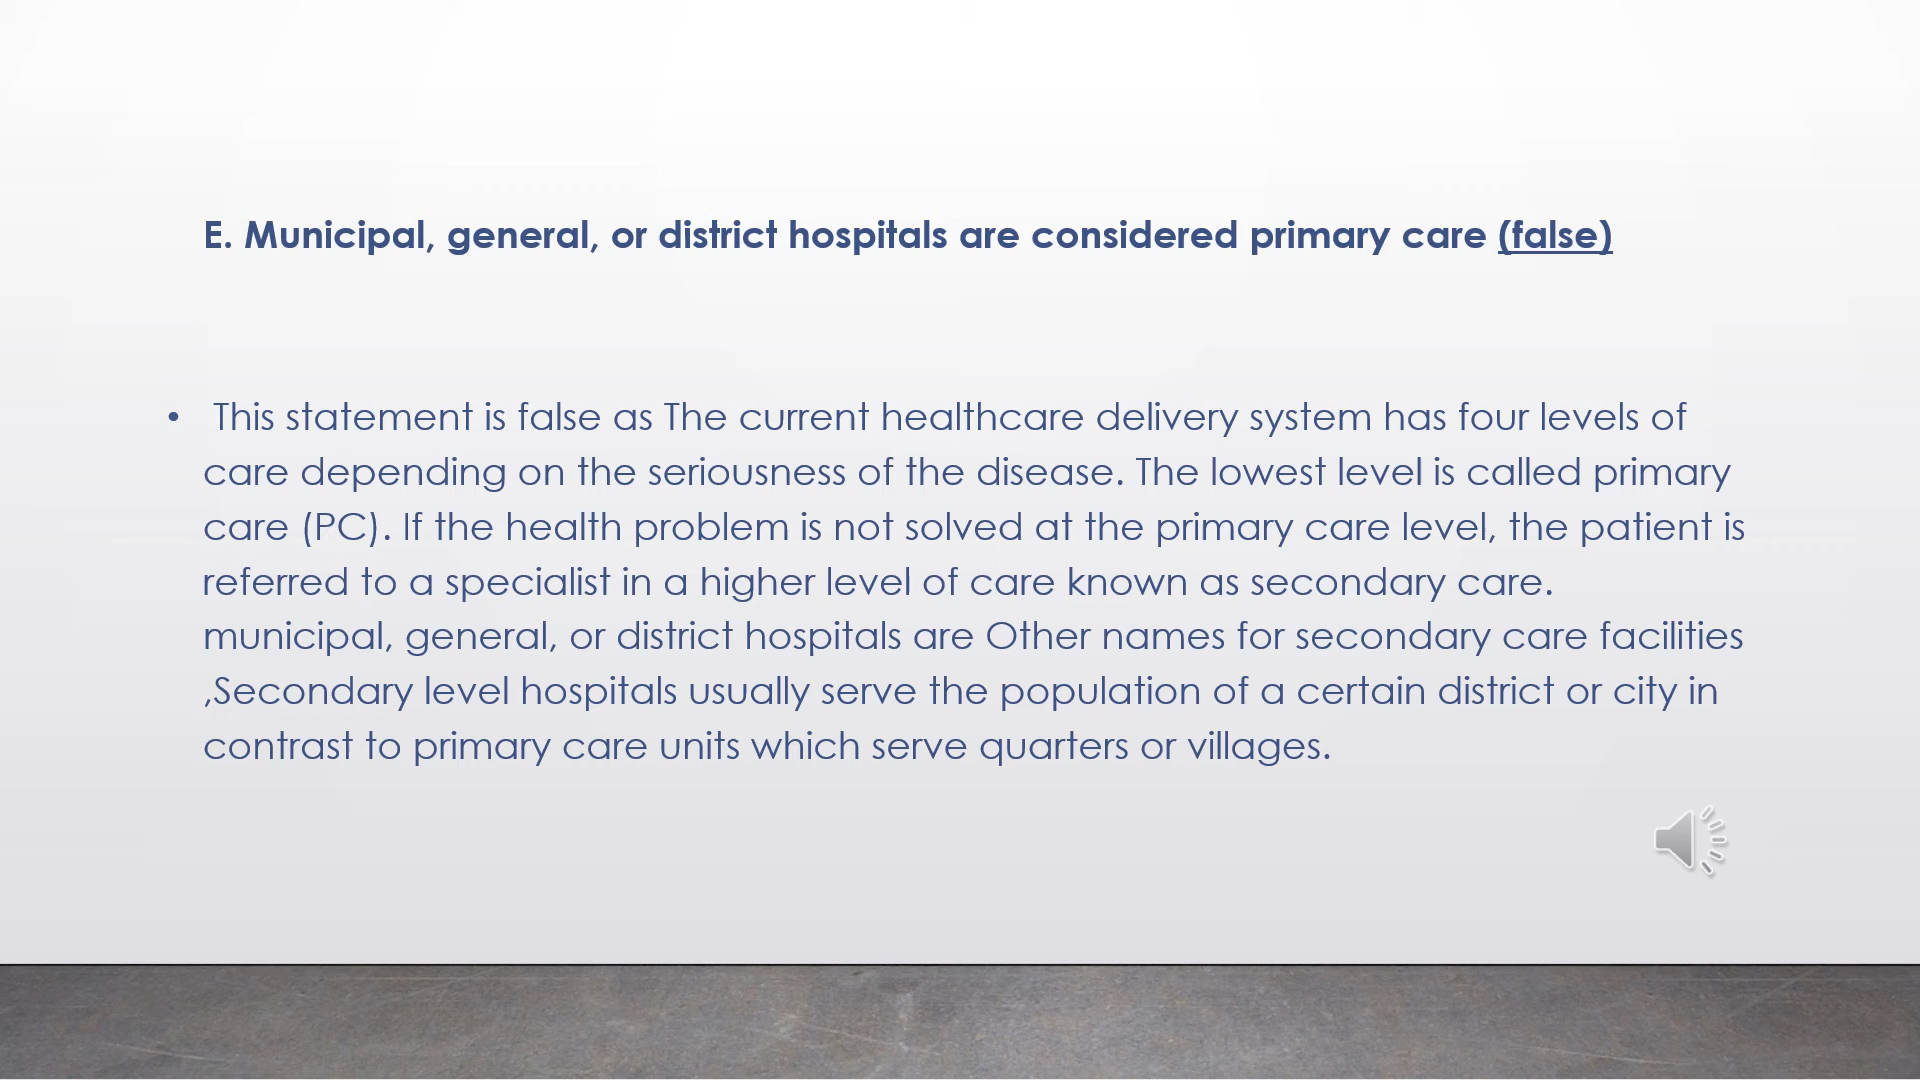 E. Municipal, general, or district hospitals are considered primary care (false)
• This statement is false as The current healthcare delivery system has four levels of
care depending on the seriousness of the disease. The lowest level is called primary
care (PC). If the health problem is not solved at the primary care level, the patient is
referred to a specialist in a higher level of care known as secondary care.
municipal, general, or district hospitals are Other names for secondary care facilities
,Secondary level hospitals usually serve the population of a certain district or city in
contrast to primary care units which serve quarters or villages.